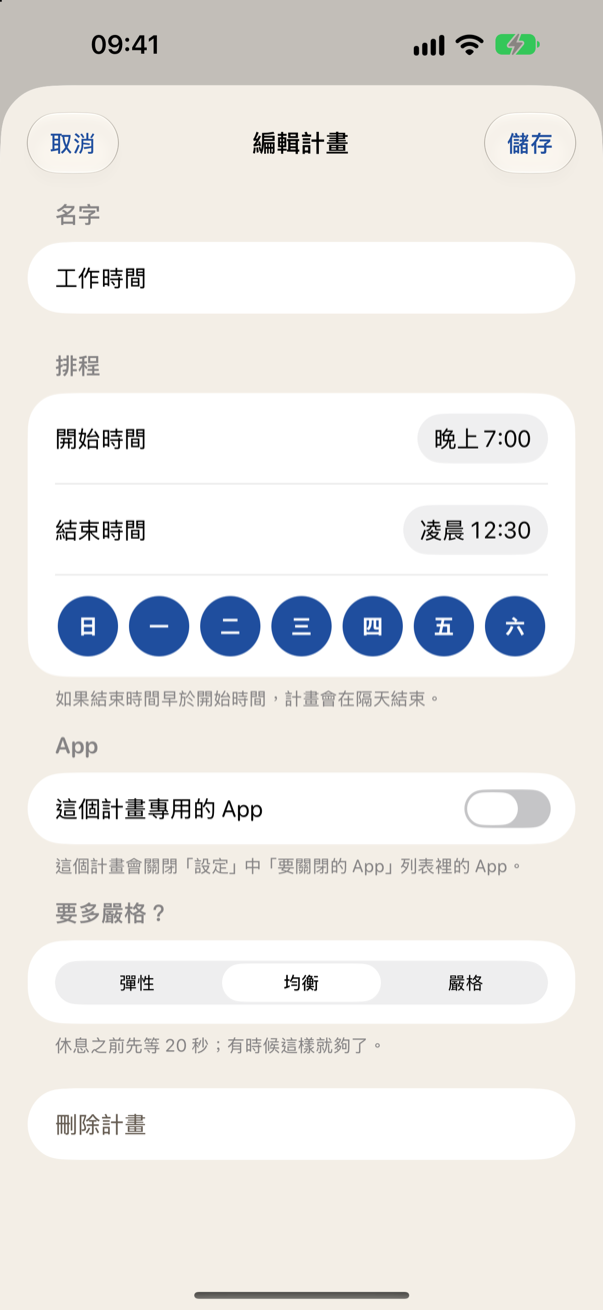 09:41
取消
編輯計畫
儲存
名字
工作時間
排程
開始時間
晚上 7:00
結束時間
凌晨 12:30
日 一 二 三 四 五 六
如果結束時間早於開始時間，計畫會在隔天結束。
App
這個計畫專用的 App
這個計畫會關閉「設定」中「要關閉的 App」列表裡的 App。
要多嚴格？
彈性
均衡
嚴格
休息之前先等 20 秒；有時候這樣就夠了。
刪除計畫